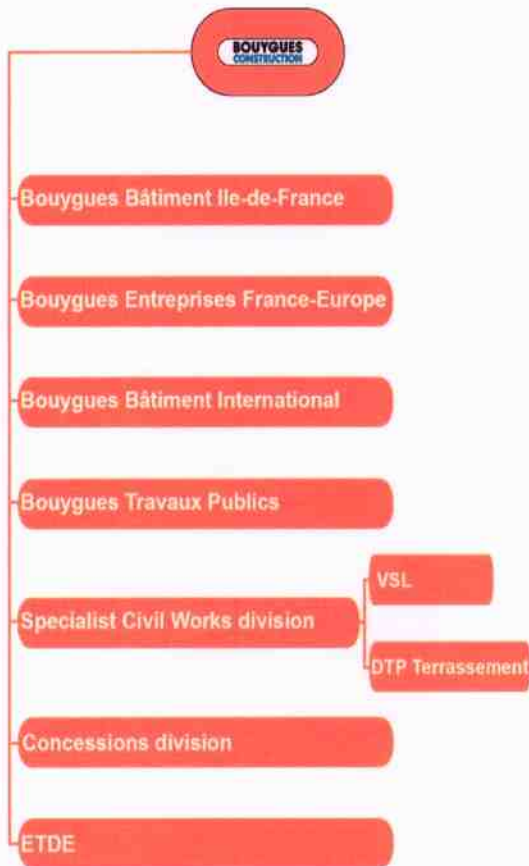 BOUYGUES
CONSTRUCTION
Bouygues Bâtiment Ile-de-France
Bouygues Entreprises France-Europe
Bouygues Bâtiment International
Bouygues Travaux Publics
Specialist Civil Works division
VSL
DTP Terrassement
Concessions division
ETDE